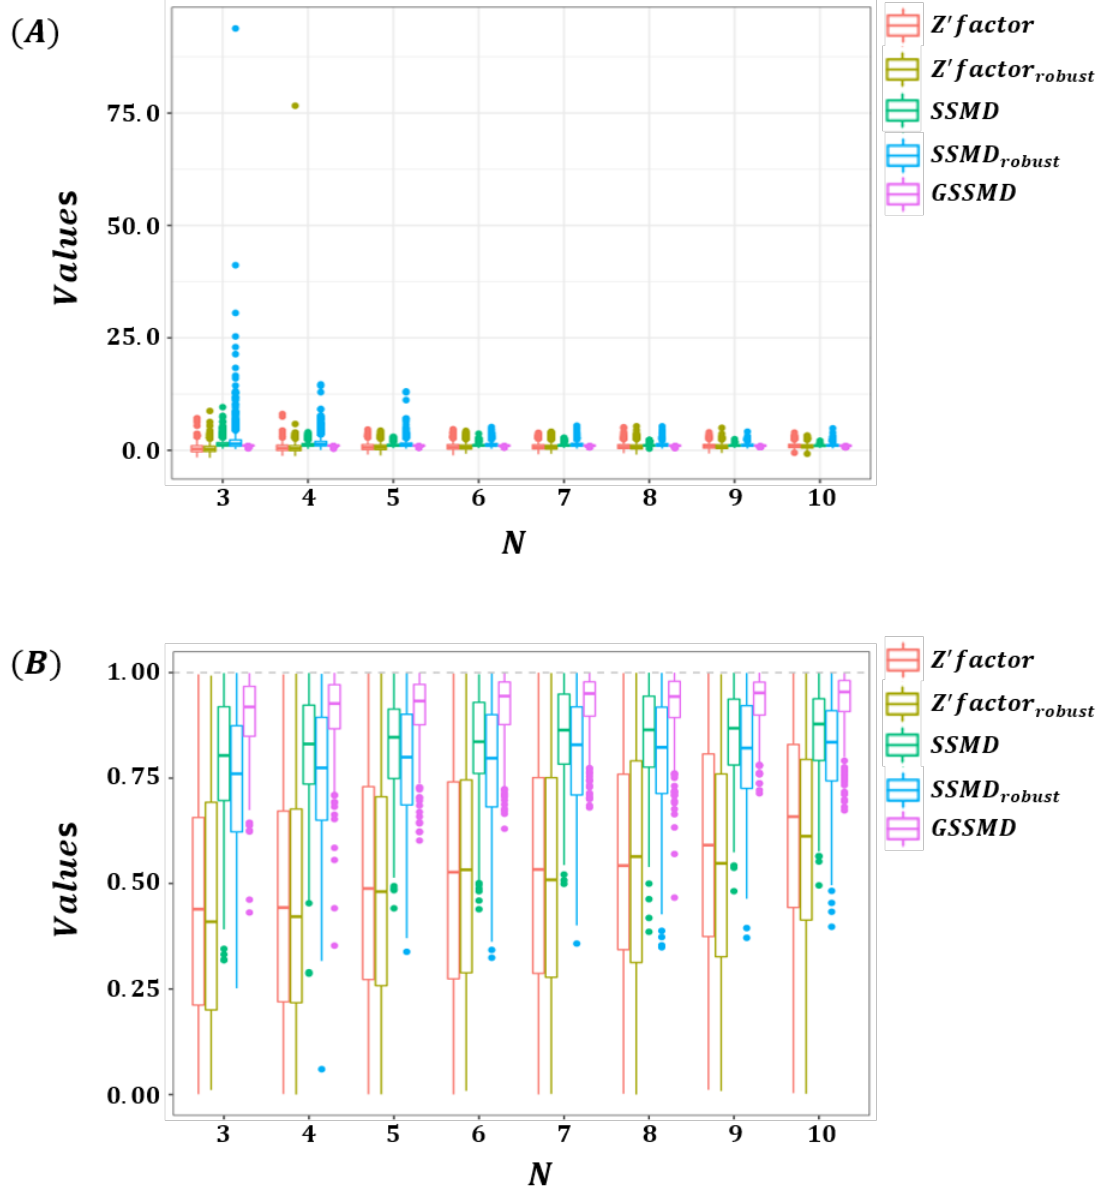 (A)
Z'factor
Z'factor_robust
SSMD
SSMD_robust
GSSMD
Values
75.0
50.0
25.0
0.0
3 4 5 6 7 8 9 10
N
(B)
Z'factor
Z'factor_robust
SSMD
SSMD_robust
GSSMD
Values
1.00
0.75
0.50
0.25
0.00
3 4 5 6 7 8 9 10
N